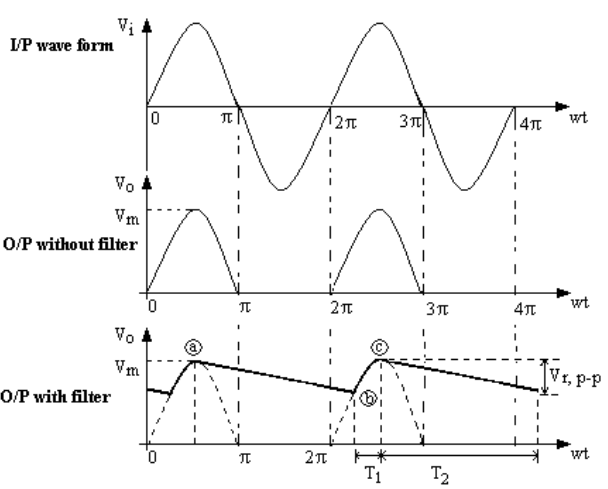 Vi
I/P wave form
0 π 2π 3π 4π wt
Vo
Vm
O/P without filter
0 π 2π 3π 4π wt
Vo
ⓐ ⓒ
Vm
Vr, p-p
O/P with filter
ⓑ
0 π 2π wt
T1 T2